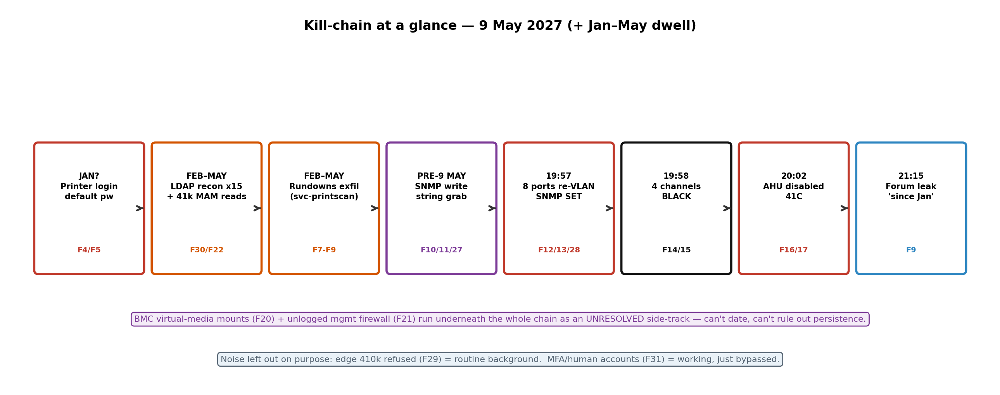 Kill-chain at a glance — 9 May 2027 (+ Jan–May dwell)
JAN?
Printer login
default pw
F4/F5
FEB–MAY
LDAP recon x15
+ 41k MAM reads
F30/F22
FEB–MAY
Rundowns exfil
(svc-printscan)
F7-F9
PRE-9 MAY
SNMP write
string grab
F10/11/27
19:57
8 ports re-VLAN
SNMP SET
F12/13/28
19:58
4 channels
BLACK
F14/15
20:02
AHU disabled
41C
F16/17
21:15
Forum leak
'since Jan'
F9
BMC virtual-media mounts (F20) + unlogged mgmt firewall (F21) run underneath the whole chain as an UNRESOLVED side-track — can't date, can't rule out persistence.
Noise left out on purpose: edge 410k refused (F29) = routine background.  MFA/human accounts (F31) = working, just bypassed.